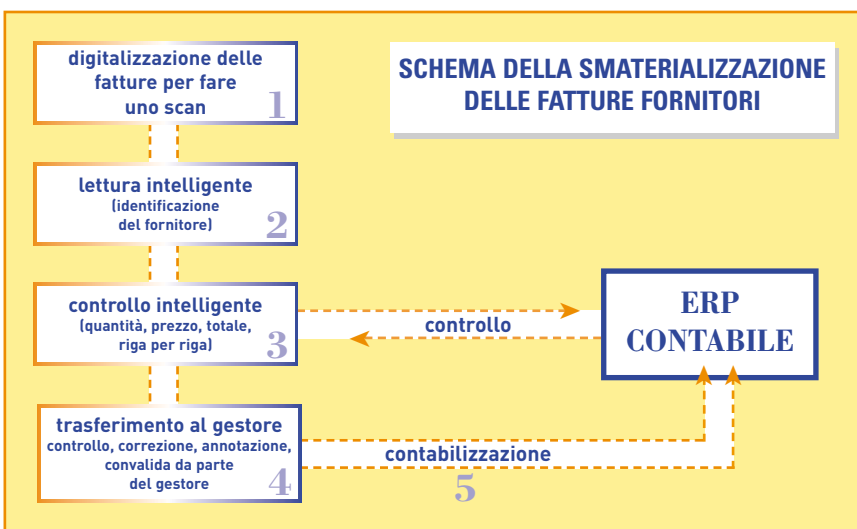 SCHEMA DELLA SMATERIALIZZAZIONE
DELLE FATTURE FORNITORI
digitalizzazione delle
fatture per fare
uno scan
1
lettura intelligente
(identificazione
del fornitore)
2
controllo intelligente
(quantità, prezzo, totale,
riga per riga)
3
controllo
ERP
CONTABILE
trasferimento al gestore
controllo, correzione, annotazione,
convalida da parte
del gestore
4
contabilizzazione
5